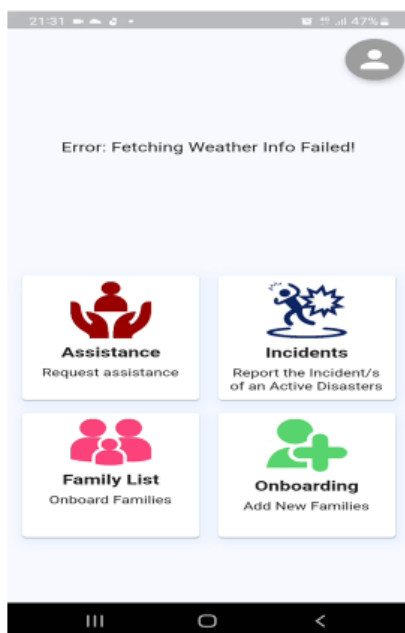 21:31
47%
Error: Fetching Weather Info Failed!
Assistance
Request assistance
Incidents
Report the Incident/s
of an Active Disasters
Family List
Onboard Families
Onboarding
Add New Families